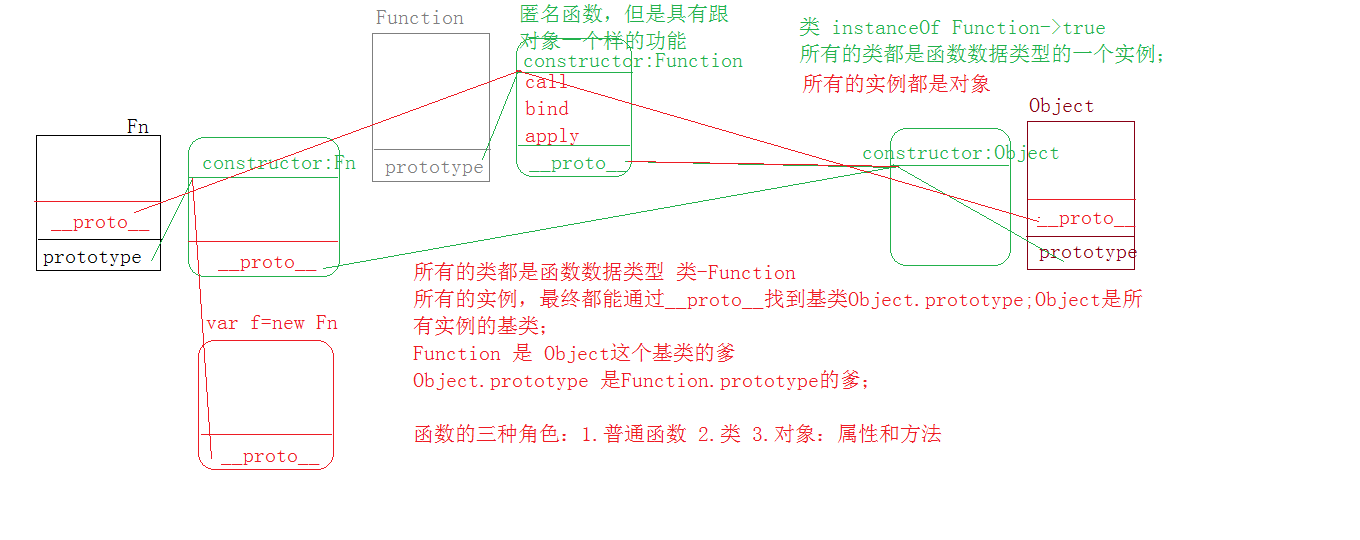 Function
匿名函数，但是具有跟
对象一个样的功能
constructor:Function
call
bind
apply
__proto__
prototype
类 instanceOf Function->true
所有的类都是函数数据类型的一个实例;
所有的实例都是对象
Object
constructor:Object
__proto__
prototype
Fn
__proto__
prototype
constructor:Fn
__proto__
var f=new Fn
__proto__
所有的类都是函数数据类型 类-Function
所有的实例，最终都能通过__proto__找到基类Object.prototype;Object是所
有实例的基类;
Function 是 Object这个基类的爹
Object.prototype 是Function.prototype的爹;
函数的三种角色：1.普通函数 2.类 3.对象：属性和方法